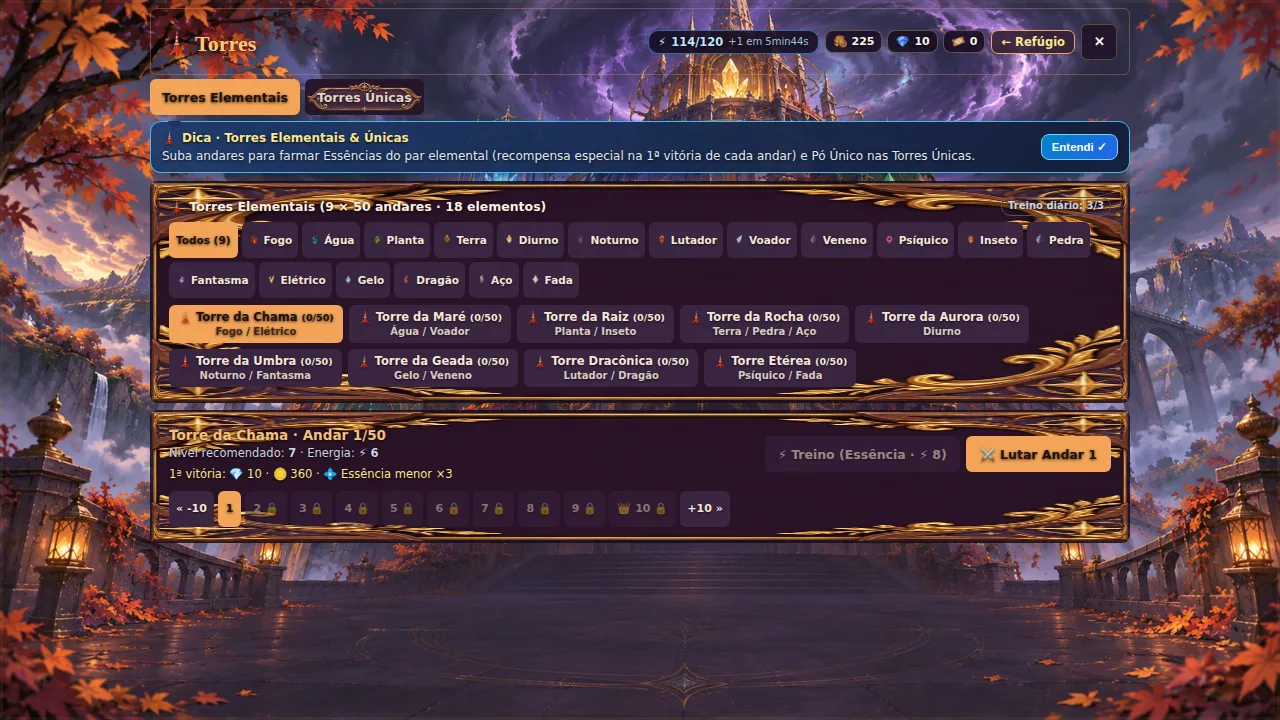 Torres
⚡ 114/120 +1 em 5min44s
225
10
0
← Refúgio
✕
Torres Elementais
Torres Únicas
Dica · Torres Elementais & Únicas
Suba andares para farmar Essências do par elemental (recompensa especial na 1ª vitória de cada andar) e Pó Único nas Torres Únicas.
Entendi ✓
Torres Elementais (9 × 50 andares · 18 elementos)
Treino diário: 3/3
Todos (9)
Fogo
Água
Planta
Terra
Diurno
Noturno
Lutador
Voador
Veneno
Psíquico
Inseto
Pedra
Fantasma
Elétrico
Gelo
Dragão
Aço
Fada
Torre da Chama (0/50)
Fogo / Elétrico
Torre da Maré (0/50)
Água / Voador
Torre da Raiz (0/50)
Planta / Inseto
Torre da Rocha (0/50)
Terra / Pedra / Aço
Torre da Aurora (0/50)
Diurno
Torre da Umbra (0/50)
Noturno / Fantasma
Torre da Geada (0/50)
Gelo / Veneno
Torre Dracônica (0/50)
Lutador / Dragão
Torre Etérea (0/50)
Psíquico / Fada
Torre da Chama · Andar 1/50
Nível recomendado: 7 · Energia: ⚡ 6
1ª vitória: 💎 10 · 🪙 360 · 💠 Essência menor ×3
⚡ Treino (Essência · ⚡ 8)
⚔️ Lutar Andar 1
« -10
1
2 🔒
3 🔒
4 🔒
5 🔒
6 🔒
7 🔒
8 🔒
9 🔒
👑 10 🔒
+10 »